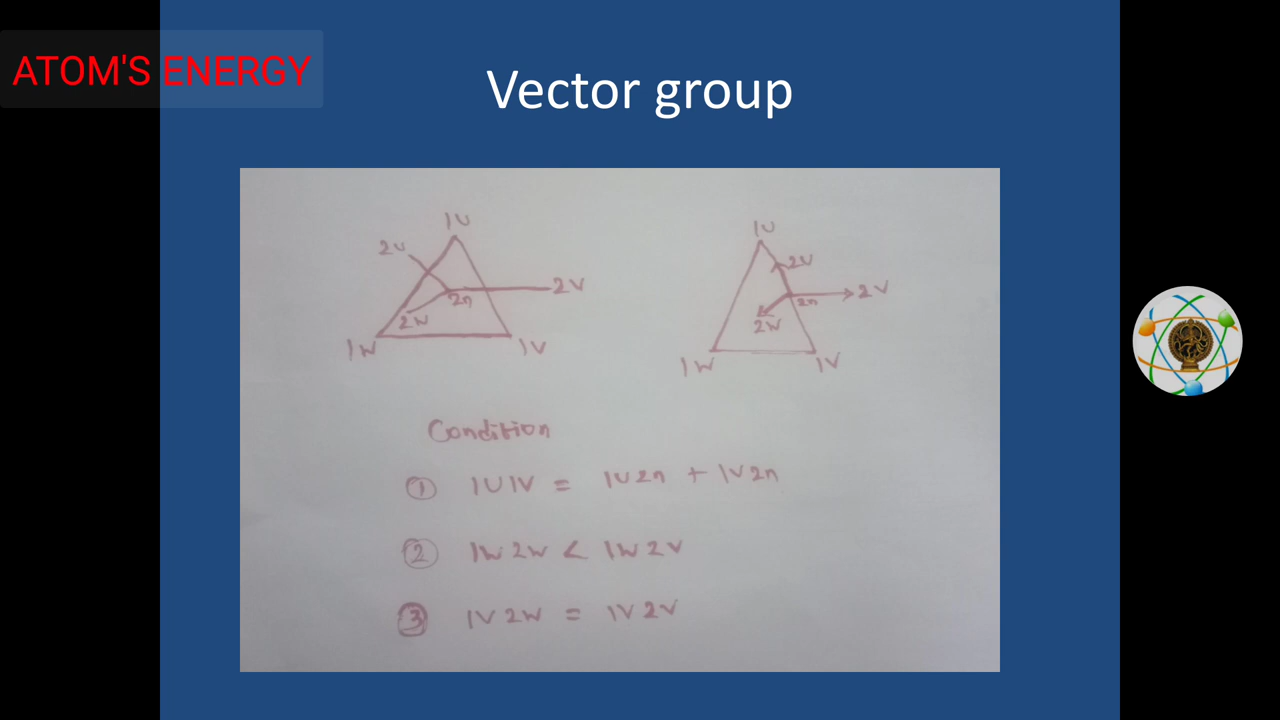 ATOM'S ENERGY
Vector group
1U
2U
2n
2V
2W
1W
1V
1U
2U
2n
2V
2W
1W
1V
Condition
① 1U1V = 1U2n + 1V2n
② 1W2W < 1W2V
③ 1V2W = 1V2V